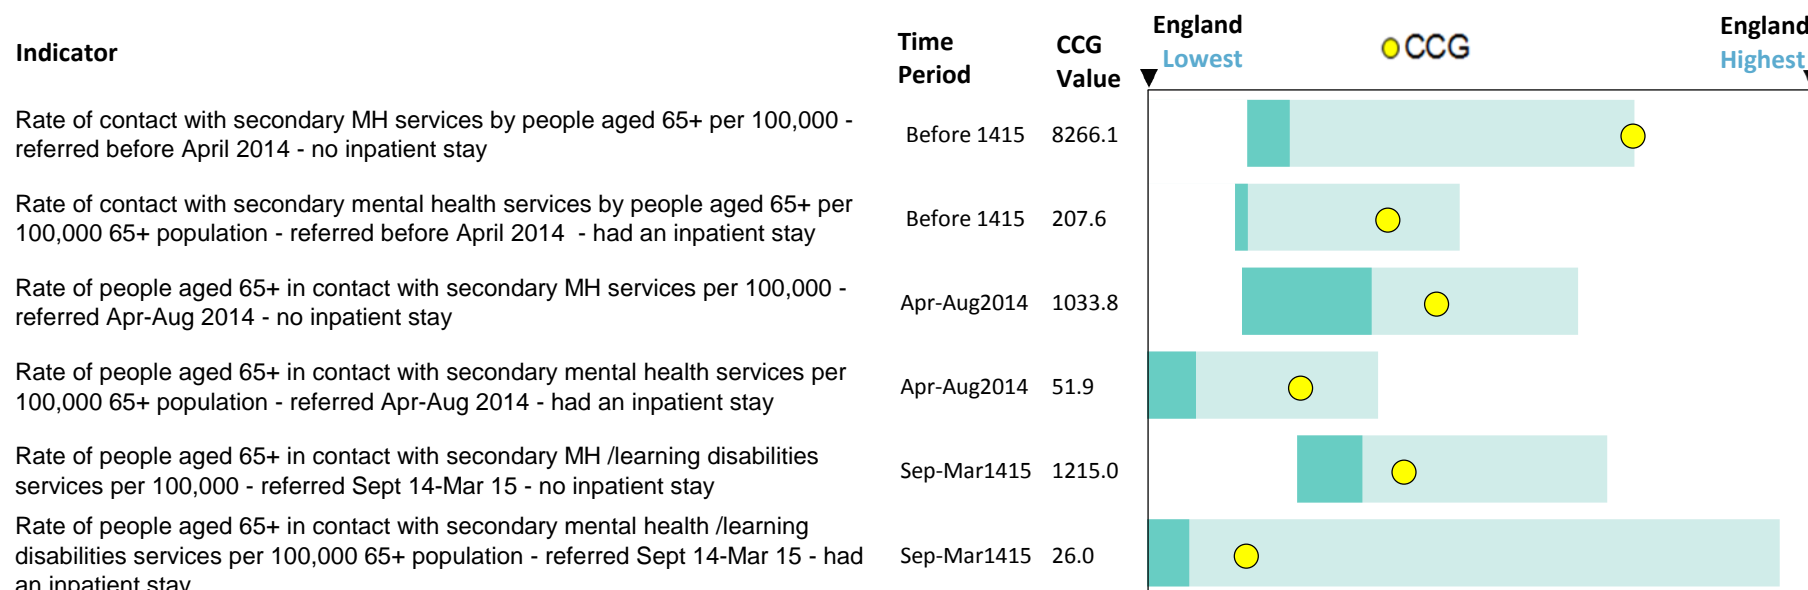 Indicator
Time Period
CCG Value
England Lowest
CCG
England Highest
Rate of contact with secondary MH services by people aged 65+ per 100,000 -
referred before April 2014 - no inpatient stay
Before 1415 8266.1
Rate of contact with secondary mental health services by people aged 65+ per
100,000 65+ population - referred before April 2014 - had an inpatient stay
Before 1415 207.6
Rate of people aged 65+ in contact with secondary MH services per 100,000 -
referred Apr-Aug 2014 - no inpatient stay
Apr-Aug2014 1033.8
Rate of people aged 65+ in contact with secondary mental health services per
100,000 65+ population - referred Apr-Aug 2014 - had an inpatient stay
Apr-Aug2014 51.9
Rate of people aged 65+ in contact with secondary MH /learning disabilities
services per 100,000 - referred Sept 14-Mar 15 - no inpatient stay
Sep-Mar1415 1215.0
Rate of people aged 65+ in contact with secondary mental health /learning
disabilities services per 100,000 65+ population - referred Sept 14-Mar 15 - had
an inpatient stay
Sep-Mar1415 26.0